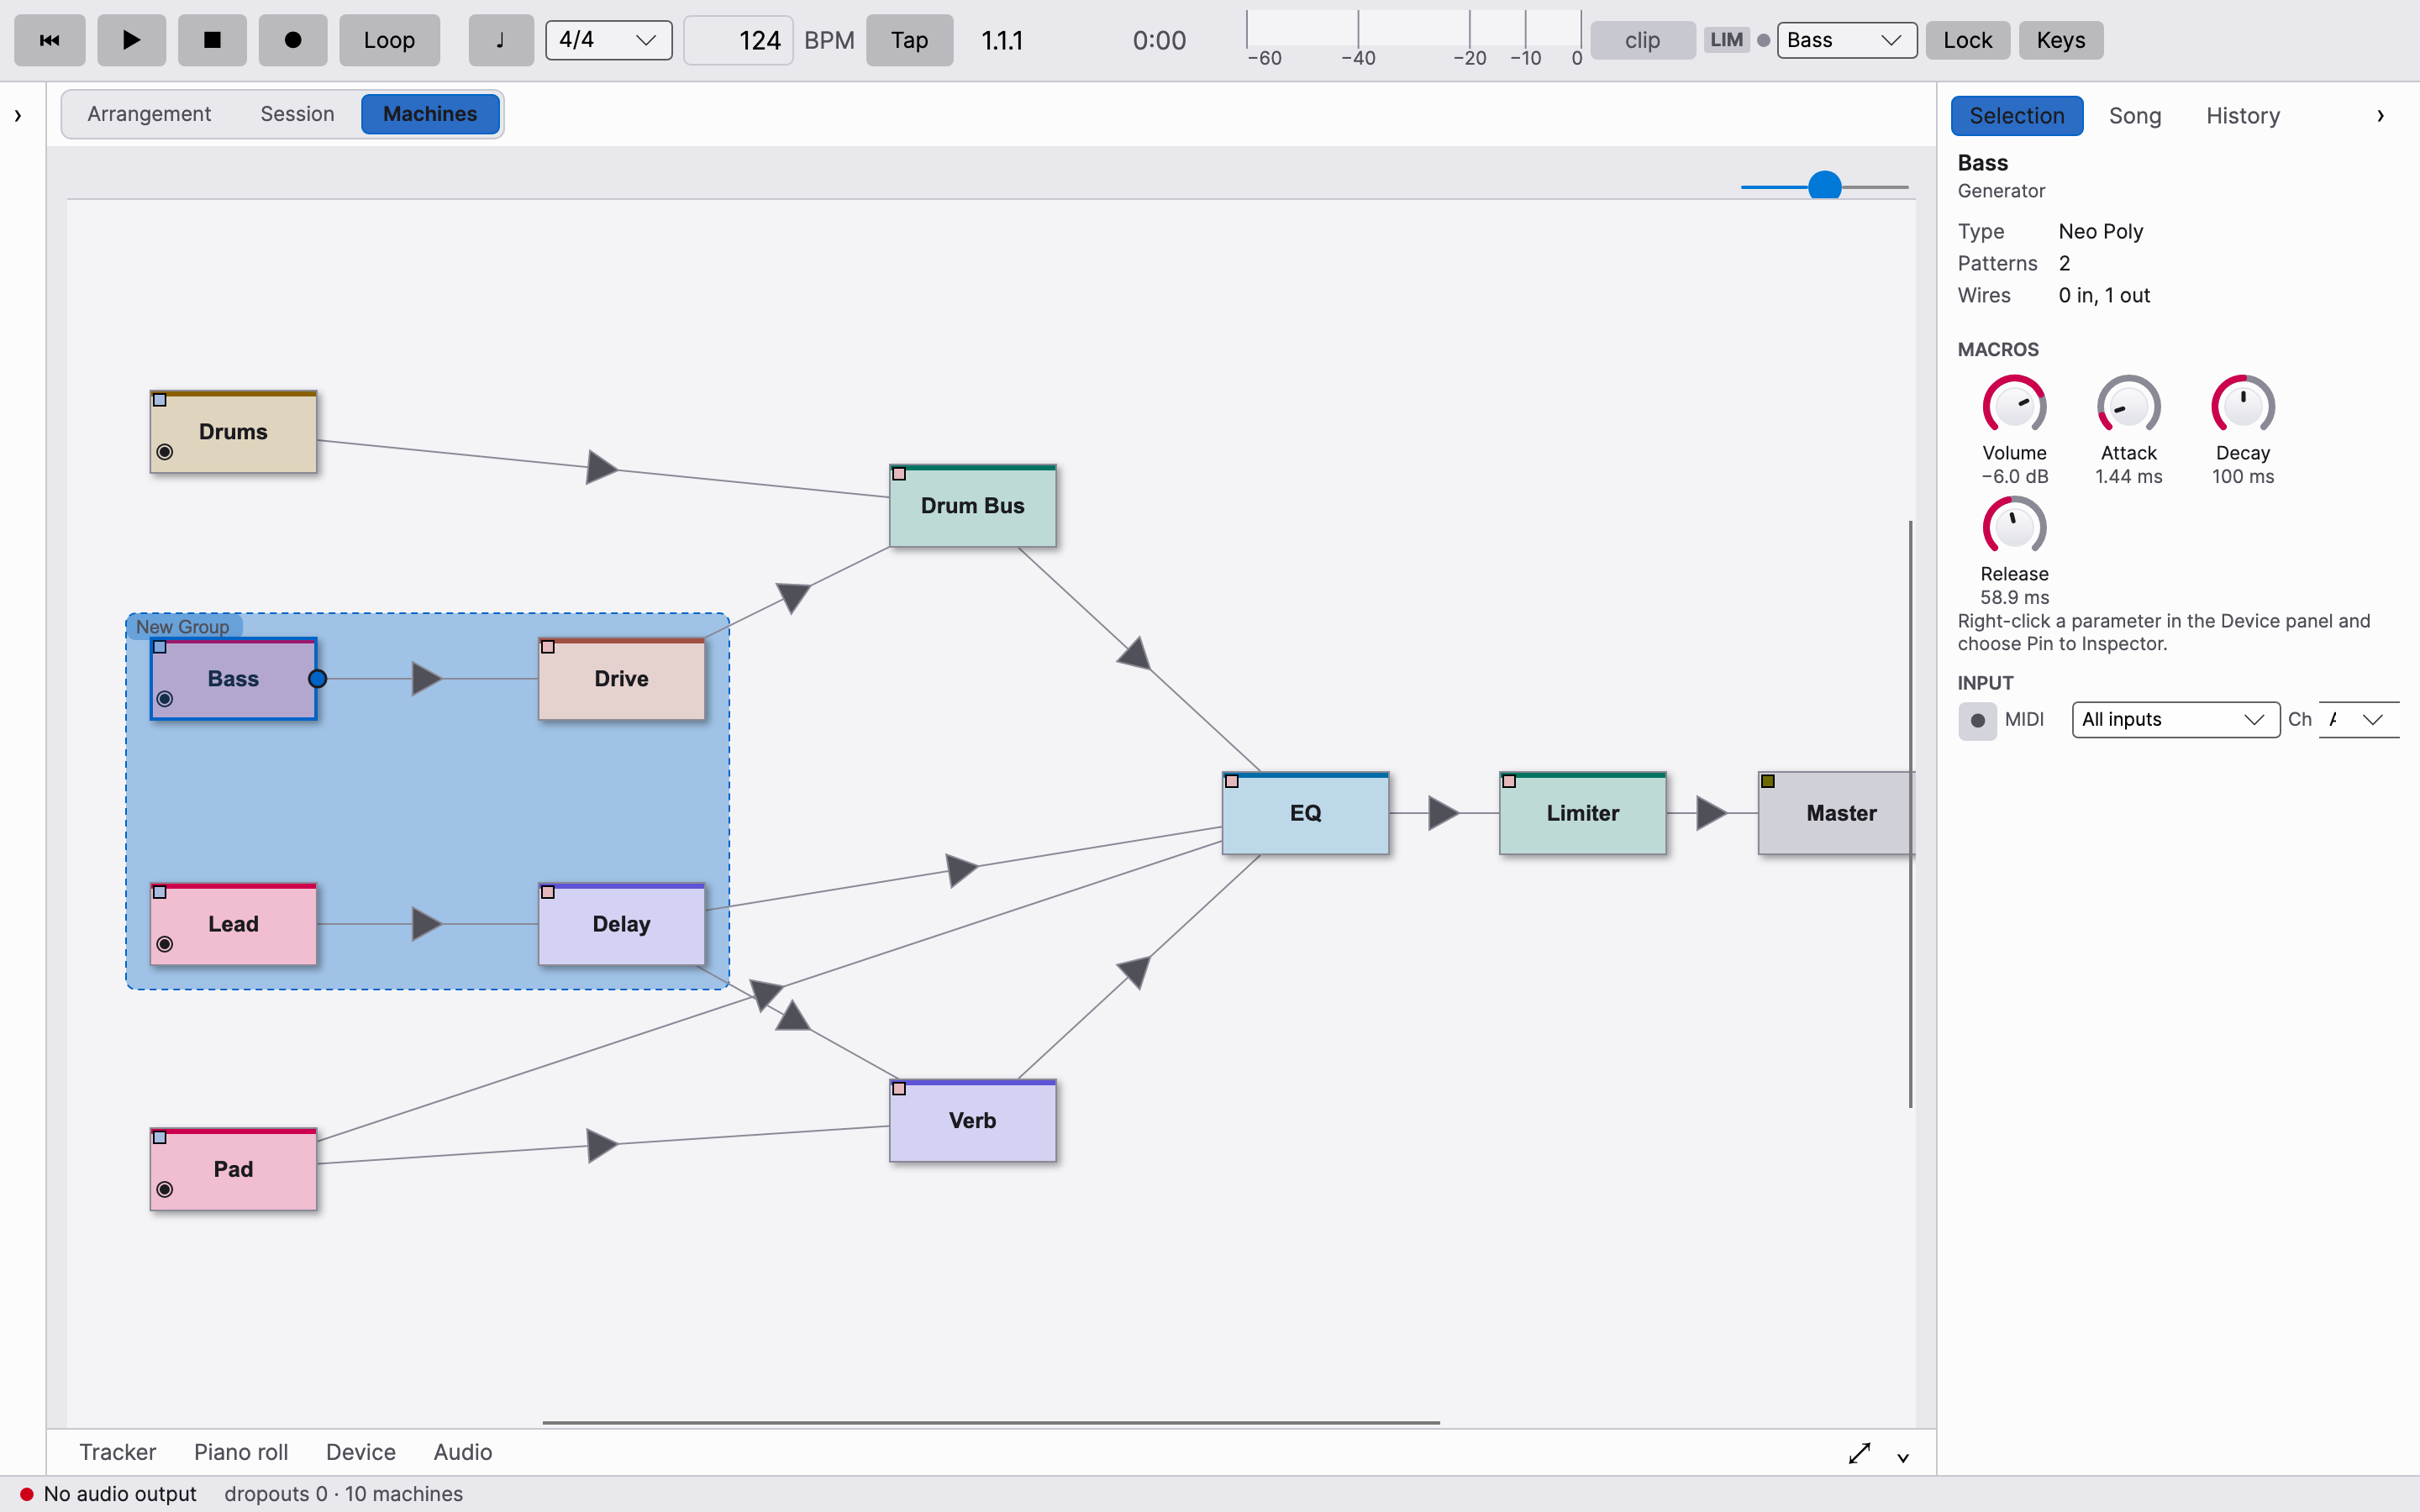 Loop 4/4 124 BPM Tap 1.1.1 0:00 −60 −40 −20 −10 0 clip LIM Bass Lock Keys
Arrangement Session Machines
Selection Song History
Bass
Generator
Type Neo Poly
Patterns 2
Wires 0 in, 1 out
MACROS
Volume Attack Decay
−6.0 dB 1.44 ms 100 ms
Release
58.9 ms
Right-click a parameter in the Device panel and
choose Pin to Inspector.
INPUT
MIDI All inputs Ch
Drums
Drum Bus
New Group
Bass Drive
EQ Limiter Master
Lead Delay
Verb
Pad
Tracker Piano roll Device Audio
No audio output dropouts 0 · 10 machines